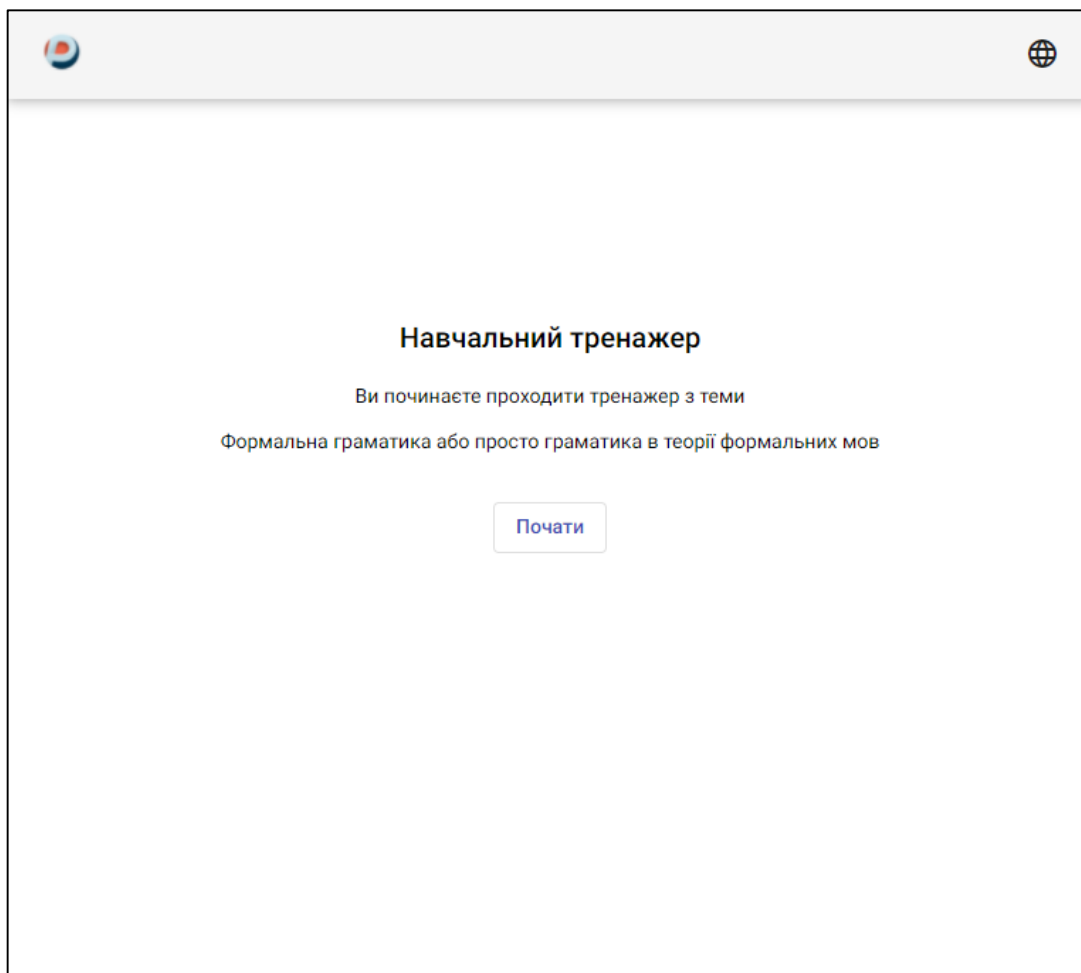 Навчальний тренажер
Ви починаєте проходити тренажер з теми
Формальна граматика або просто граматика в теорії формальних мов
Почати